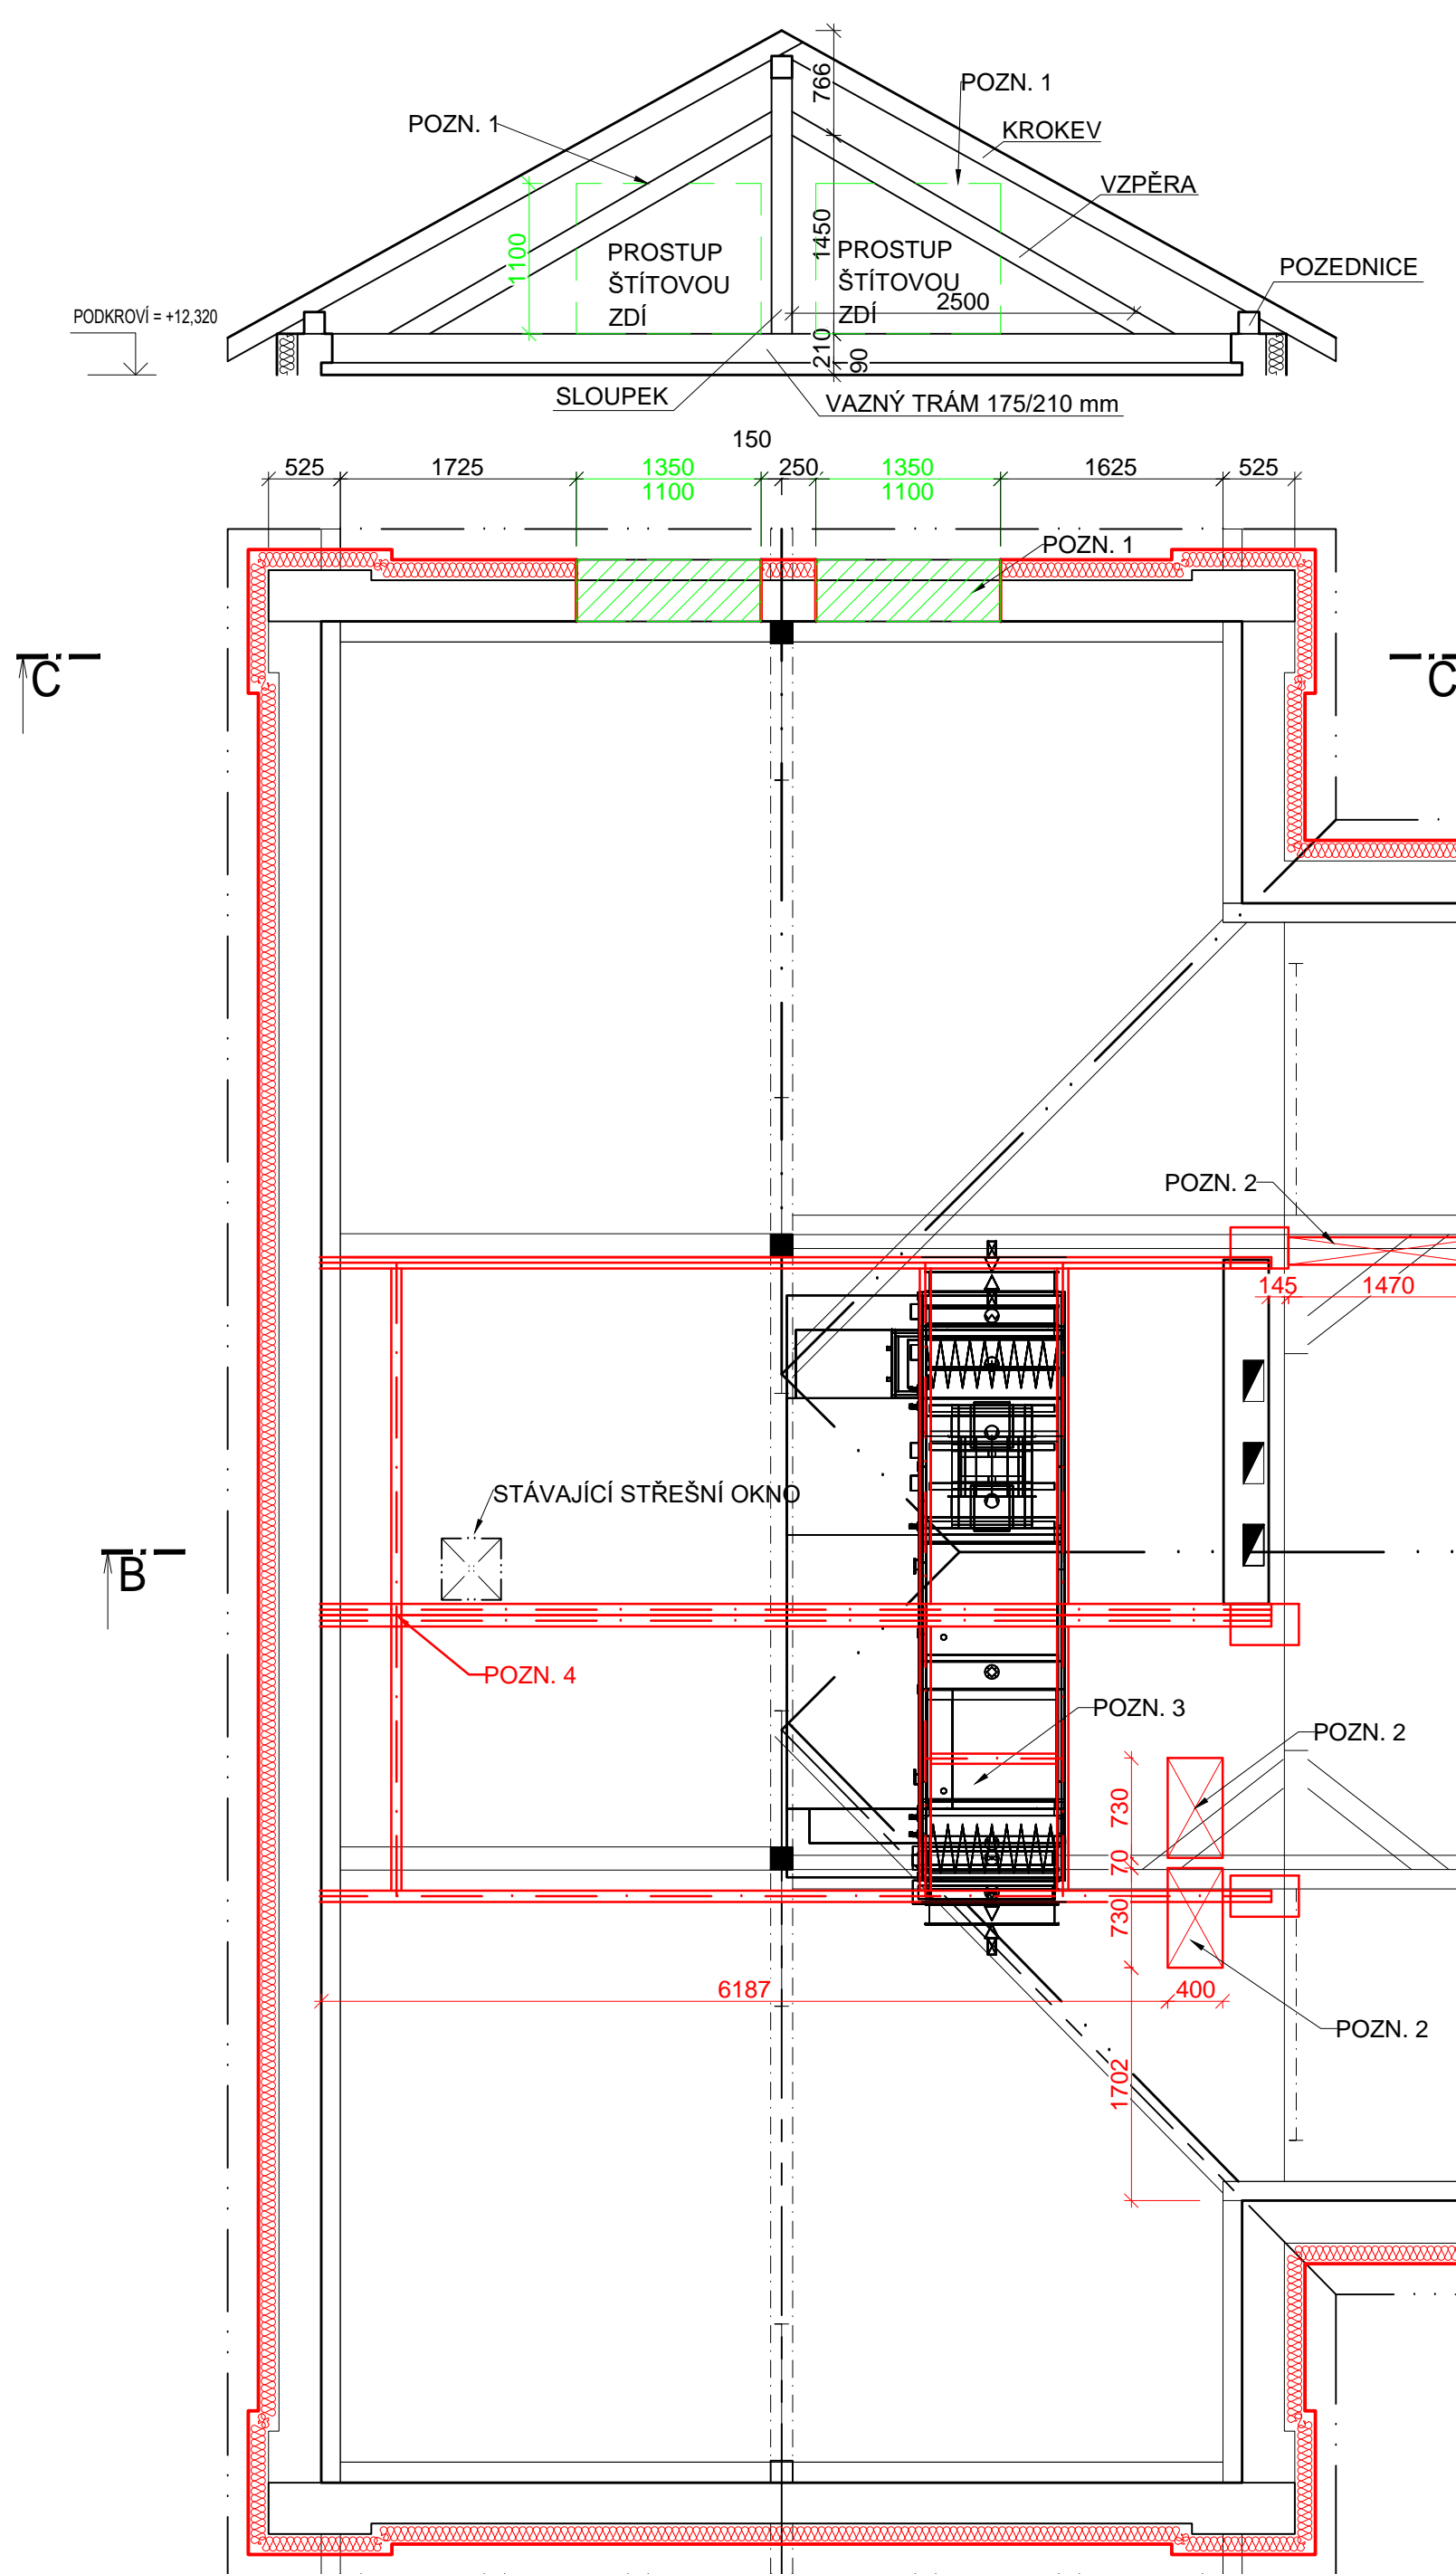 766
POZN. 1
POZN. 1
KROKEV
VZPĚRA
1100
1450
PROSTUP
ŠTÍTOVOU
ZDÍ
PROSTUP
ŠTÍTOVOU
ZDÍ
2500
POZEDNICE
PODKROVÍ = +12,320
210
90
SLOUPEK
VAZNÝ TRÁM 175/210 mm
150
525
1725
1350
250
1350
1625
525
1100
1100
POZN. 1
C
C
POZN. 2
145
1470
STÁVAJÍCÍ STŘEŠNÍ OKNO
B
POZN. 4
POZN. 3
POZN. 2
730
70
730
6187
400
POZN. 2
1702